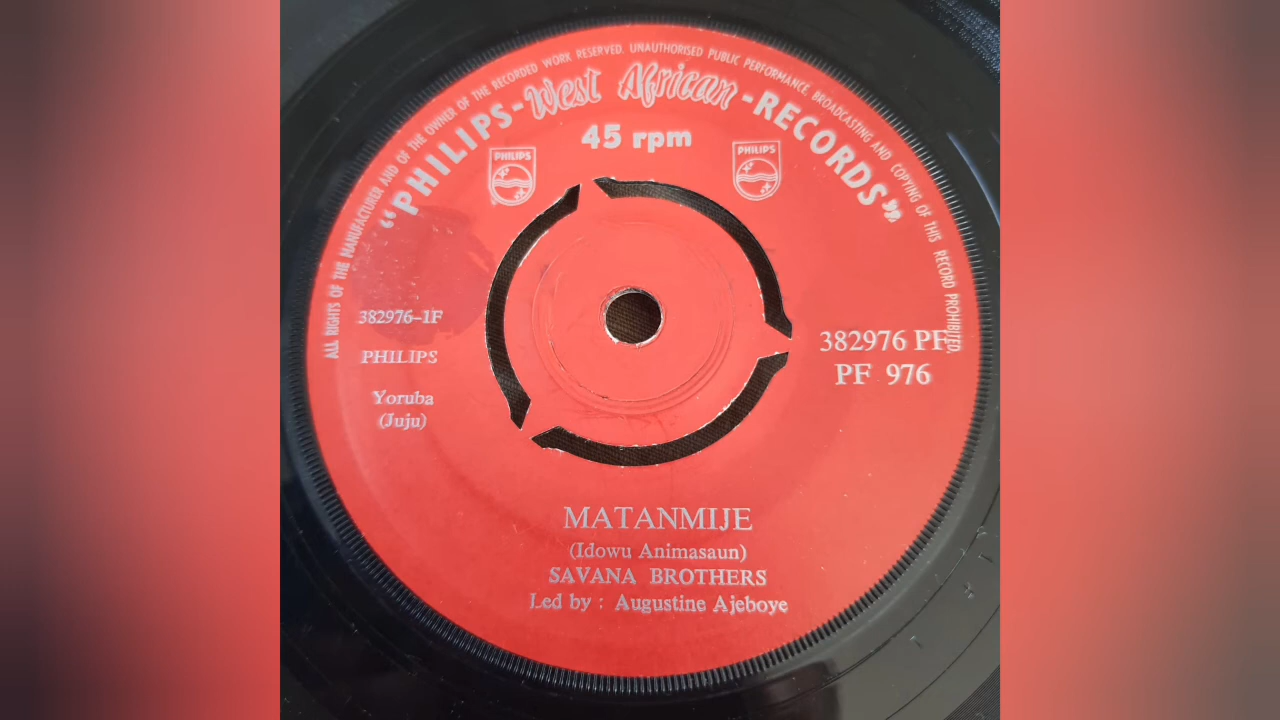 ALL RIGHTS OF THE MANUFACTURER AND OF THE OWNER OF THE RECORDED WORK RESERVED. UNAUTHORISED PUBLIC PERFORMANCE, BROADCASTING AND COPYING OF THIS RECORD PROHIBITED.
“PHILIPS-West African-RECORDS”
45 rpm
PHILIPS
PHILIPS
382976-1F
PHILIPS
Yoruba
(Juju)
382976 PF
PF 976
MATANMIJE
(Idowu Animasaun)
SAVANA BROTHERS
Led by : Augustine Ajeboye